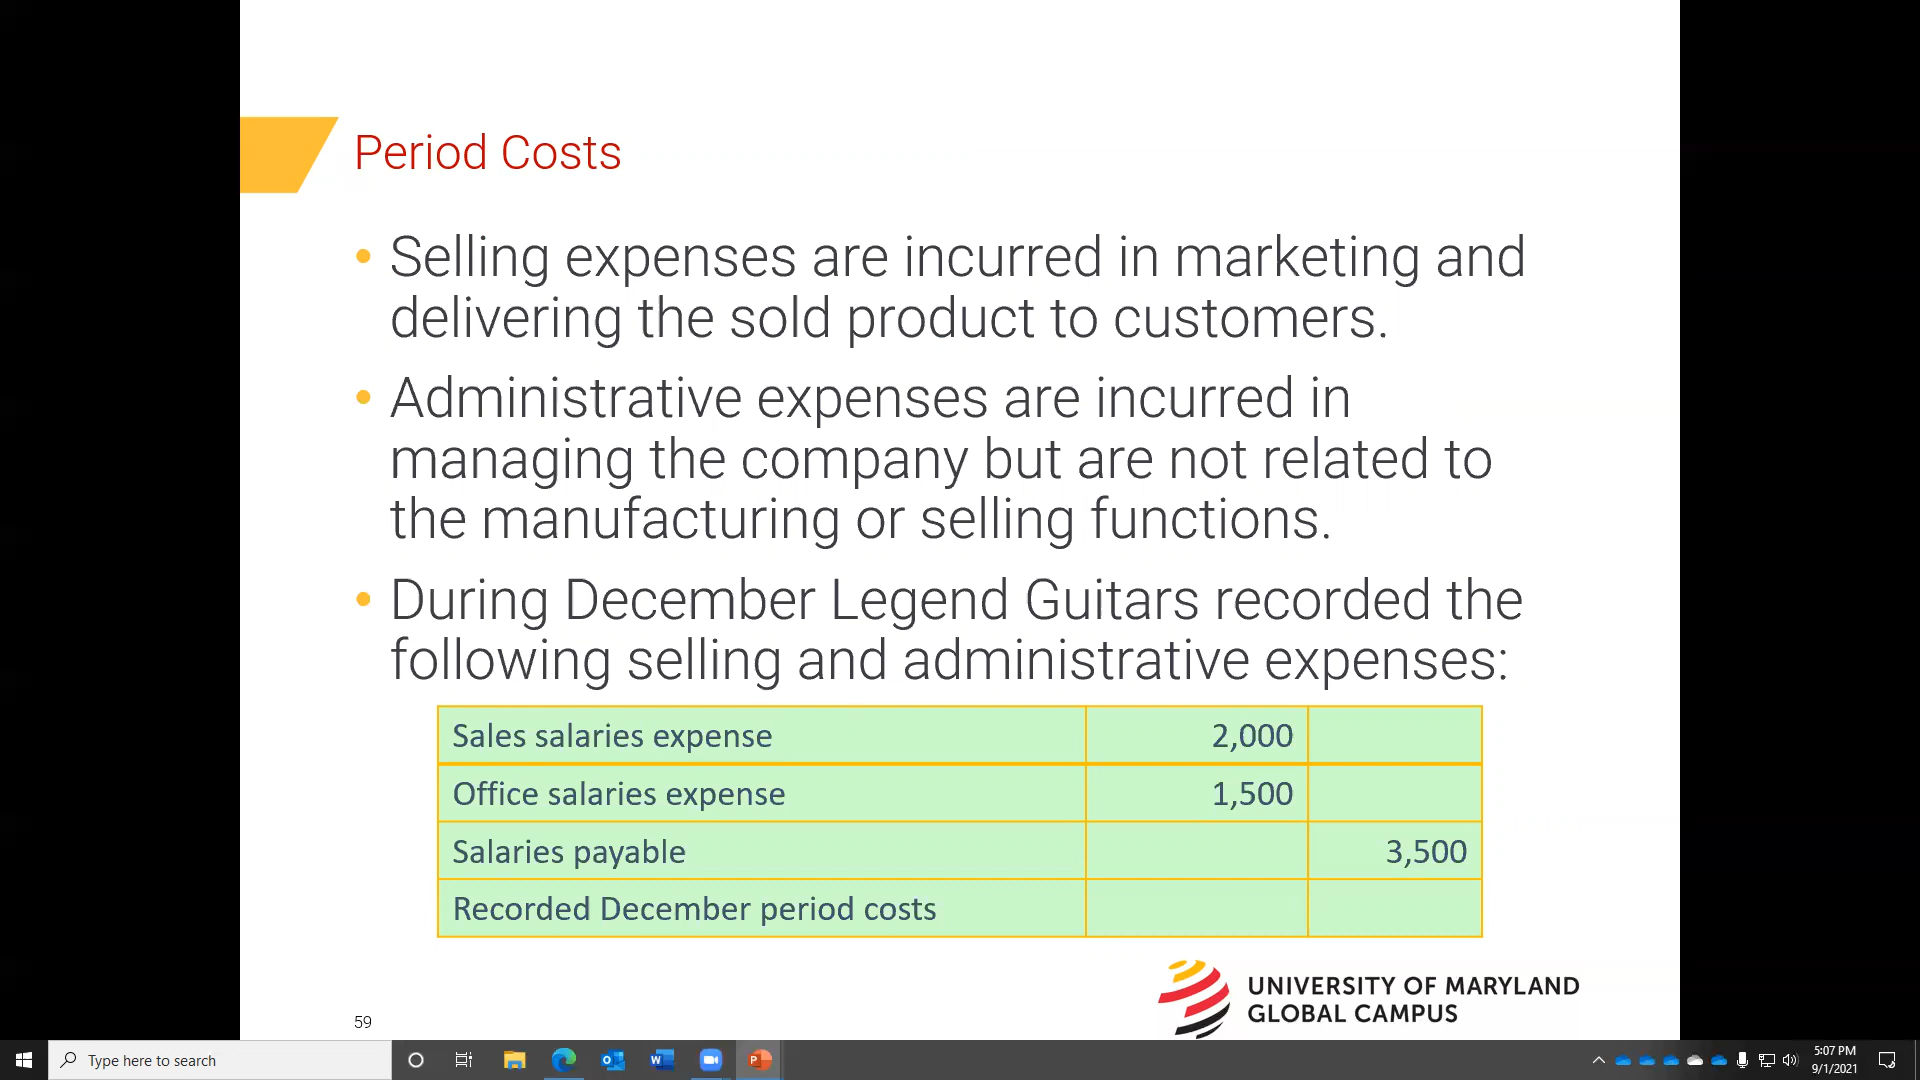 Period Costs
• Selling expenses are incurred in marketing and
delivering the sold product to customers.
• Administrative expenses are incurred in
managing the company but are not related to
the manufacturing or selling functions.
• During December Legend Guitars recorded the
following selling and administrative expenses:
Sales salaries expense 2,000
Office salaries expense 1,500
Salaries payable 3,500
Recorded December period costs
UNIVERSITY OF MARYLAND
GLOBAL CAMPUS
59
Type here to search
5:07 PM
9/1/2021